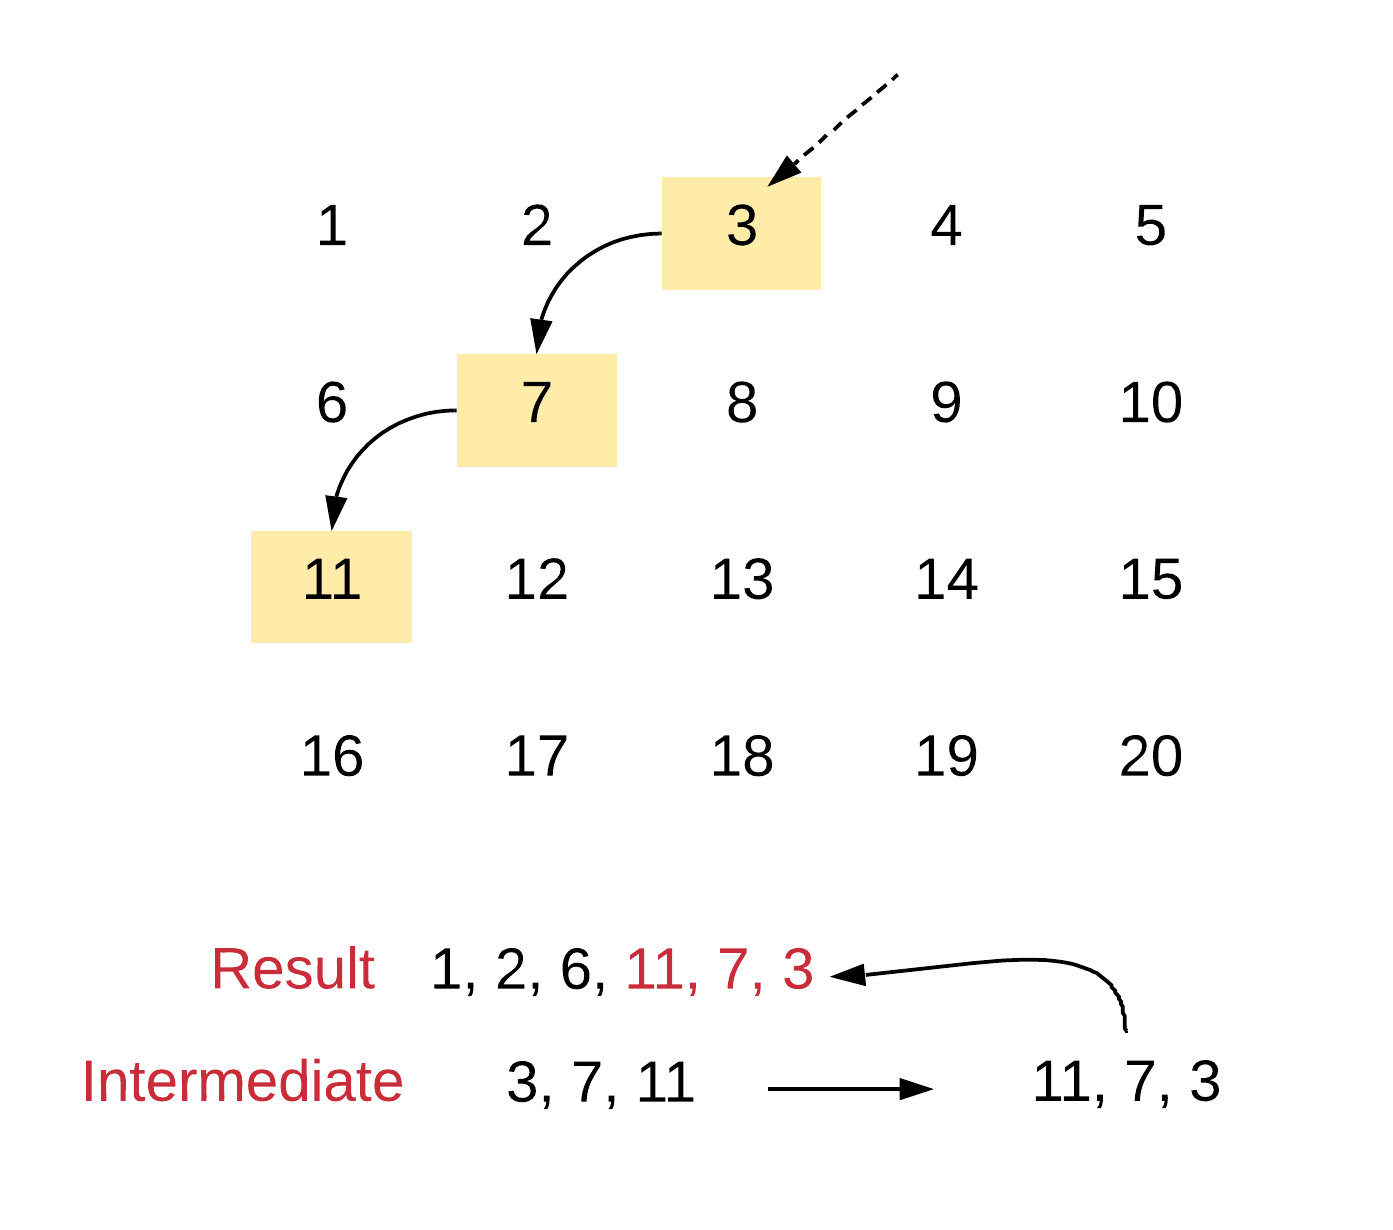 1 2 3 4 5
6 7 8 9 10
11 12 13 14 15
16 17 18 19 20
Result 1, 2, 6, 11, 7, 3
Intermediate 3, 7, 11 11, 7, 3